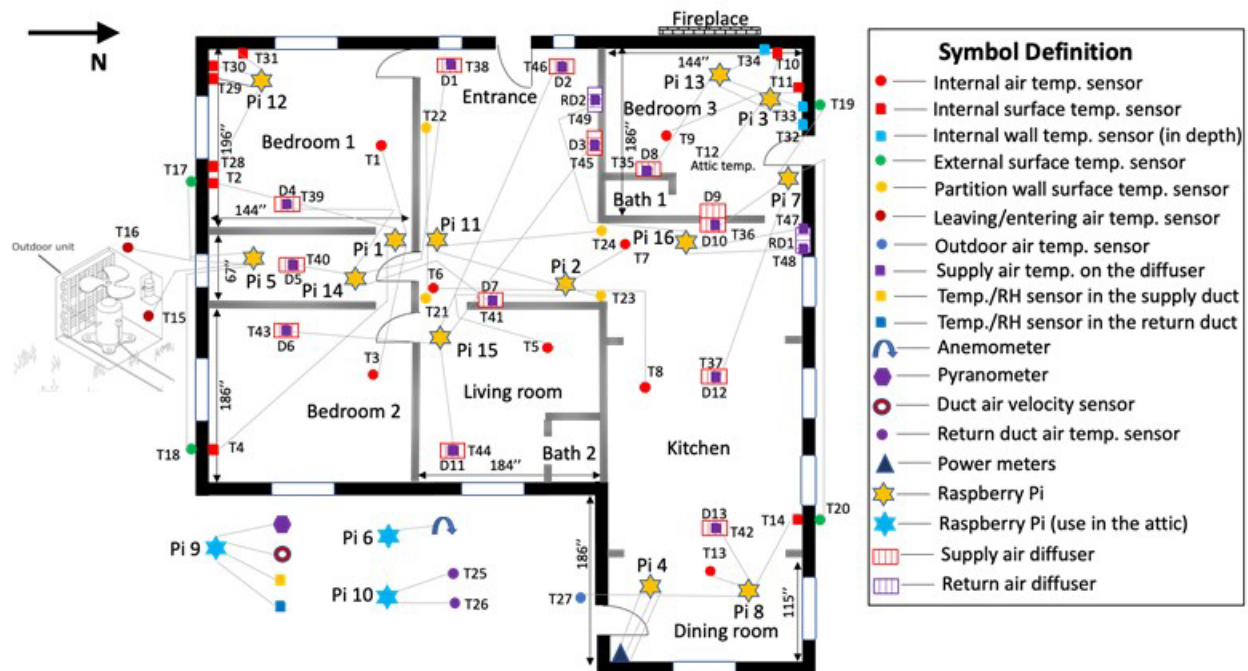 Fireplace
N
T31
T30
T29
Pi 12
D1
T38
T46
D2
Entrance
144’’
T34
T10
Pi 13
T11
RD2
T49
Bedroom 3
Pi 3
T33
T19
T32
196’’
T22
Bedroom 1
T1
D3
T45
186’’
T9
T12
Attic temp.
T35
D8
T28
T17
T2
Bath 1
Pi 7
D4
T39
144’’
D9
T36
D10
T47
RD1
T48
T16
Outdoor unit
Pi 11
Pi 1
T24
T7
Pi 16
67’’
Pi 5
T40
D5
Pi 14
T6
Pi 2
D7
T41
T23
T21
T15
T43
D6
Pi 15
T5
T3
T8
T37
D12
Living room
186’’
Bedroom 2
T18
T4
T44
D11
184’’
Bath 2
Kitchen
T14
T20
D13
T42
T13
Pi 9
Pi 6
Pi 10
T25
T26
186’’
T27
Pi 4
Pi 8
115’’
Dining room
Symbol Definition
Internal air temp. sensor
Internal surface temp. sensor
Internal wall temp. sensor (in depth)
External surface temp. sensor
Partition wall surface temp. sensor
Leaving/entering air temp. sensor
Outdoor air temp. sensor
Supply air temp. on the diffuser
Temp./RH sensor in the supply duct
Temp./RH sensor in the return duct
Anemometer
Pyranometer
Duct air velocity sensor
Return duct air temp. sensor
Power meters
Raspberry Pi
Raspberry Pi (use in the attic)
Supply air diffuser
Return air diffuser